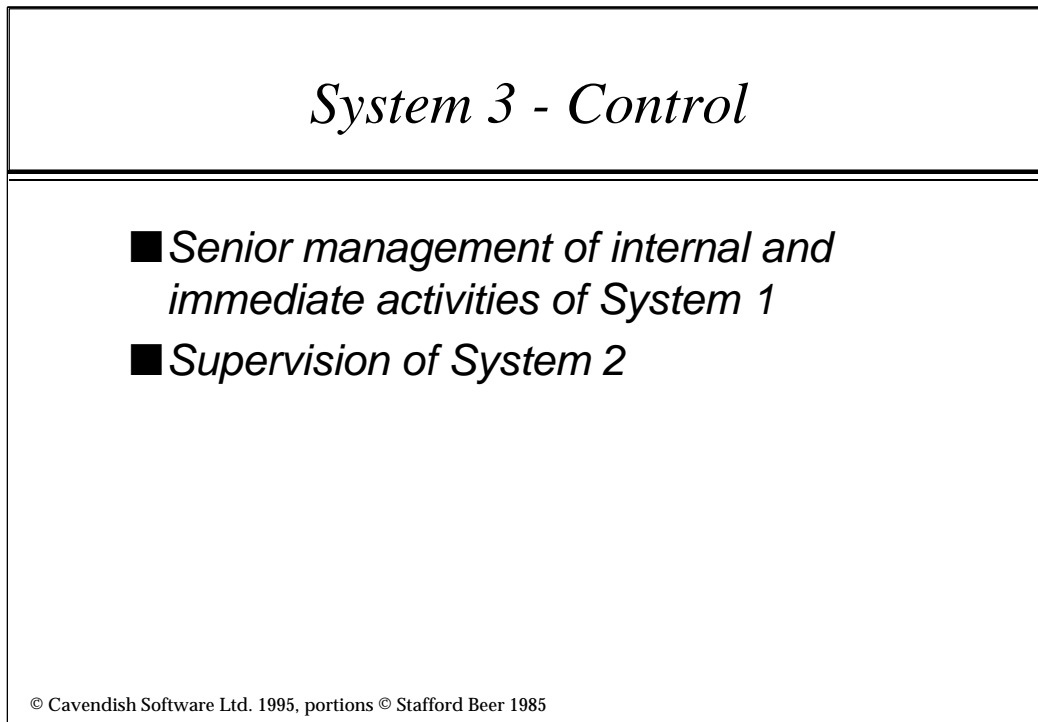 System 3 - Control
■ Senior management of internal and
immediate activities of System 1
■ Supervision of System 2
© Cavendish Software Ltd. 1995, portions © Stafford Beer 1985